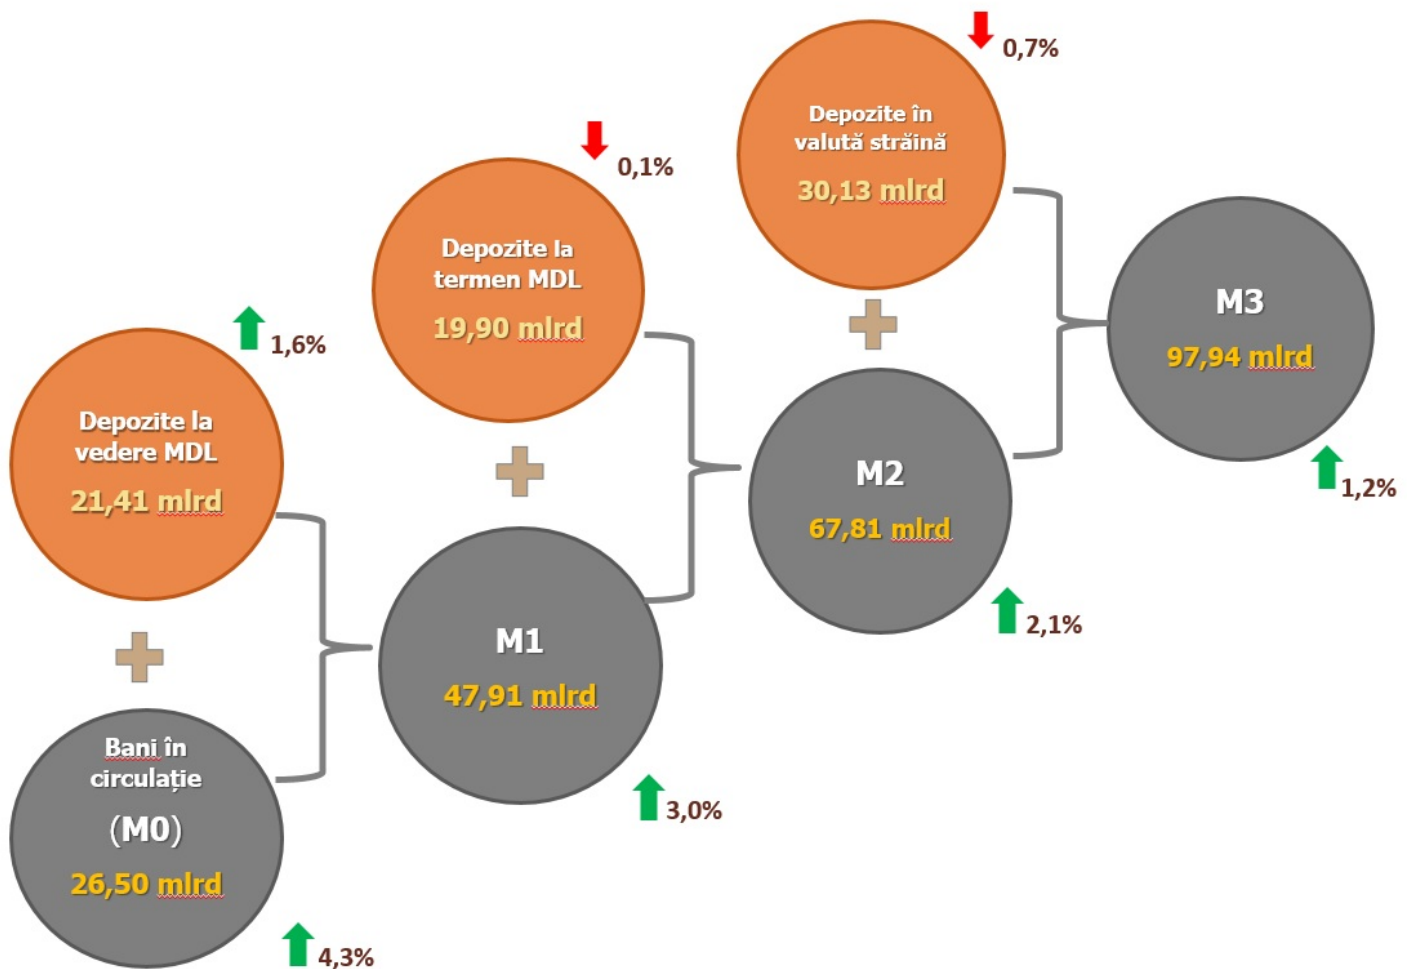 0,7%
Depozite în
valută străină
30,13 mlrd
0,1%
Depozite la
termen MDL
19,90 mlrd
M3
97,94 mlrd
1,6%
Depozite la
vedere MDL
21,41 mlrd
M2
67,81 mlrd
1,2%
2,1%
M1
47,91 mlrd
3,0%
Bani în
circulație
(M0)
26,50 mlrd
4,3%